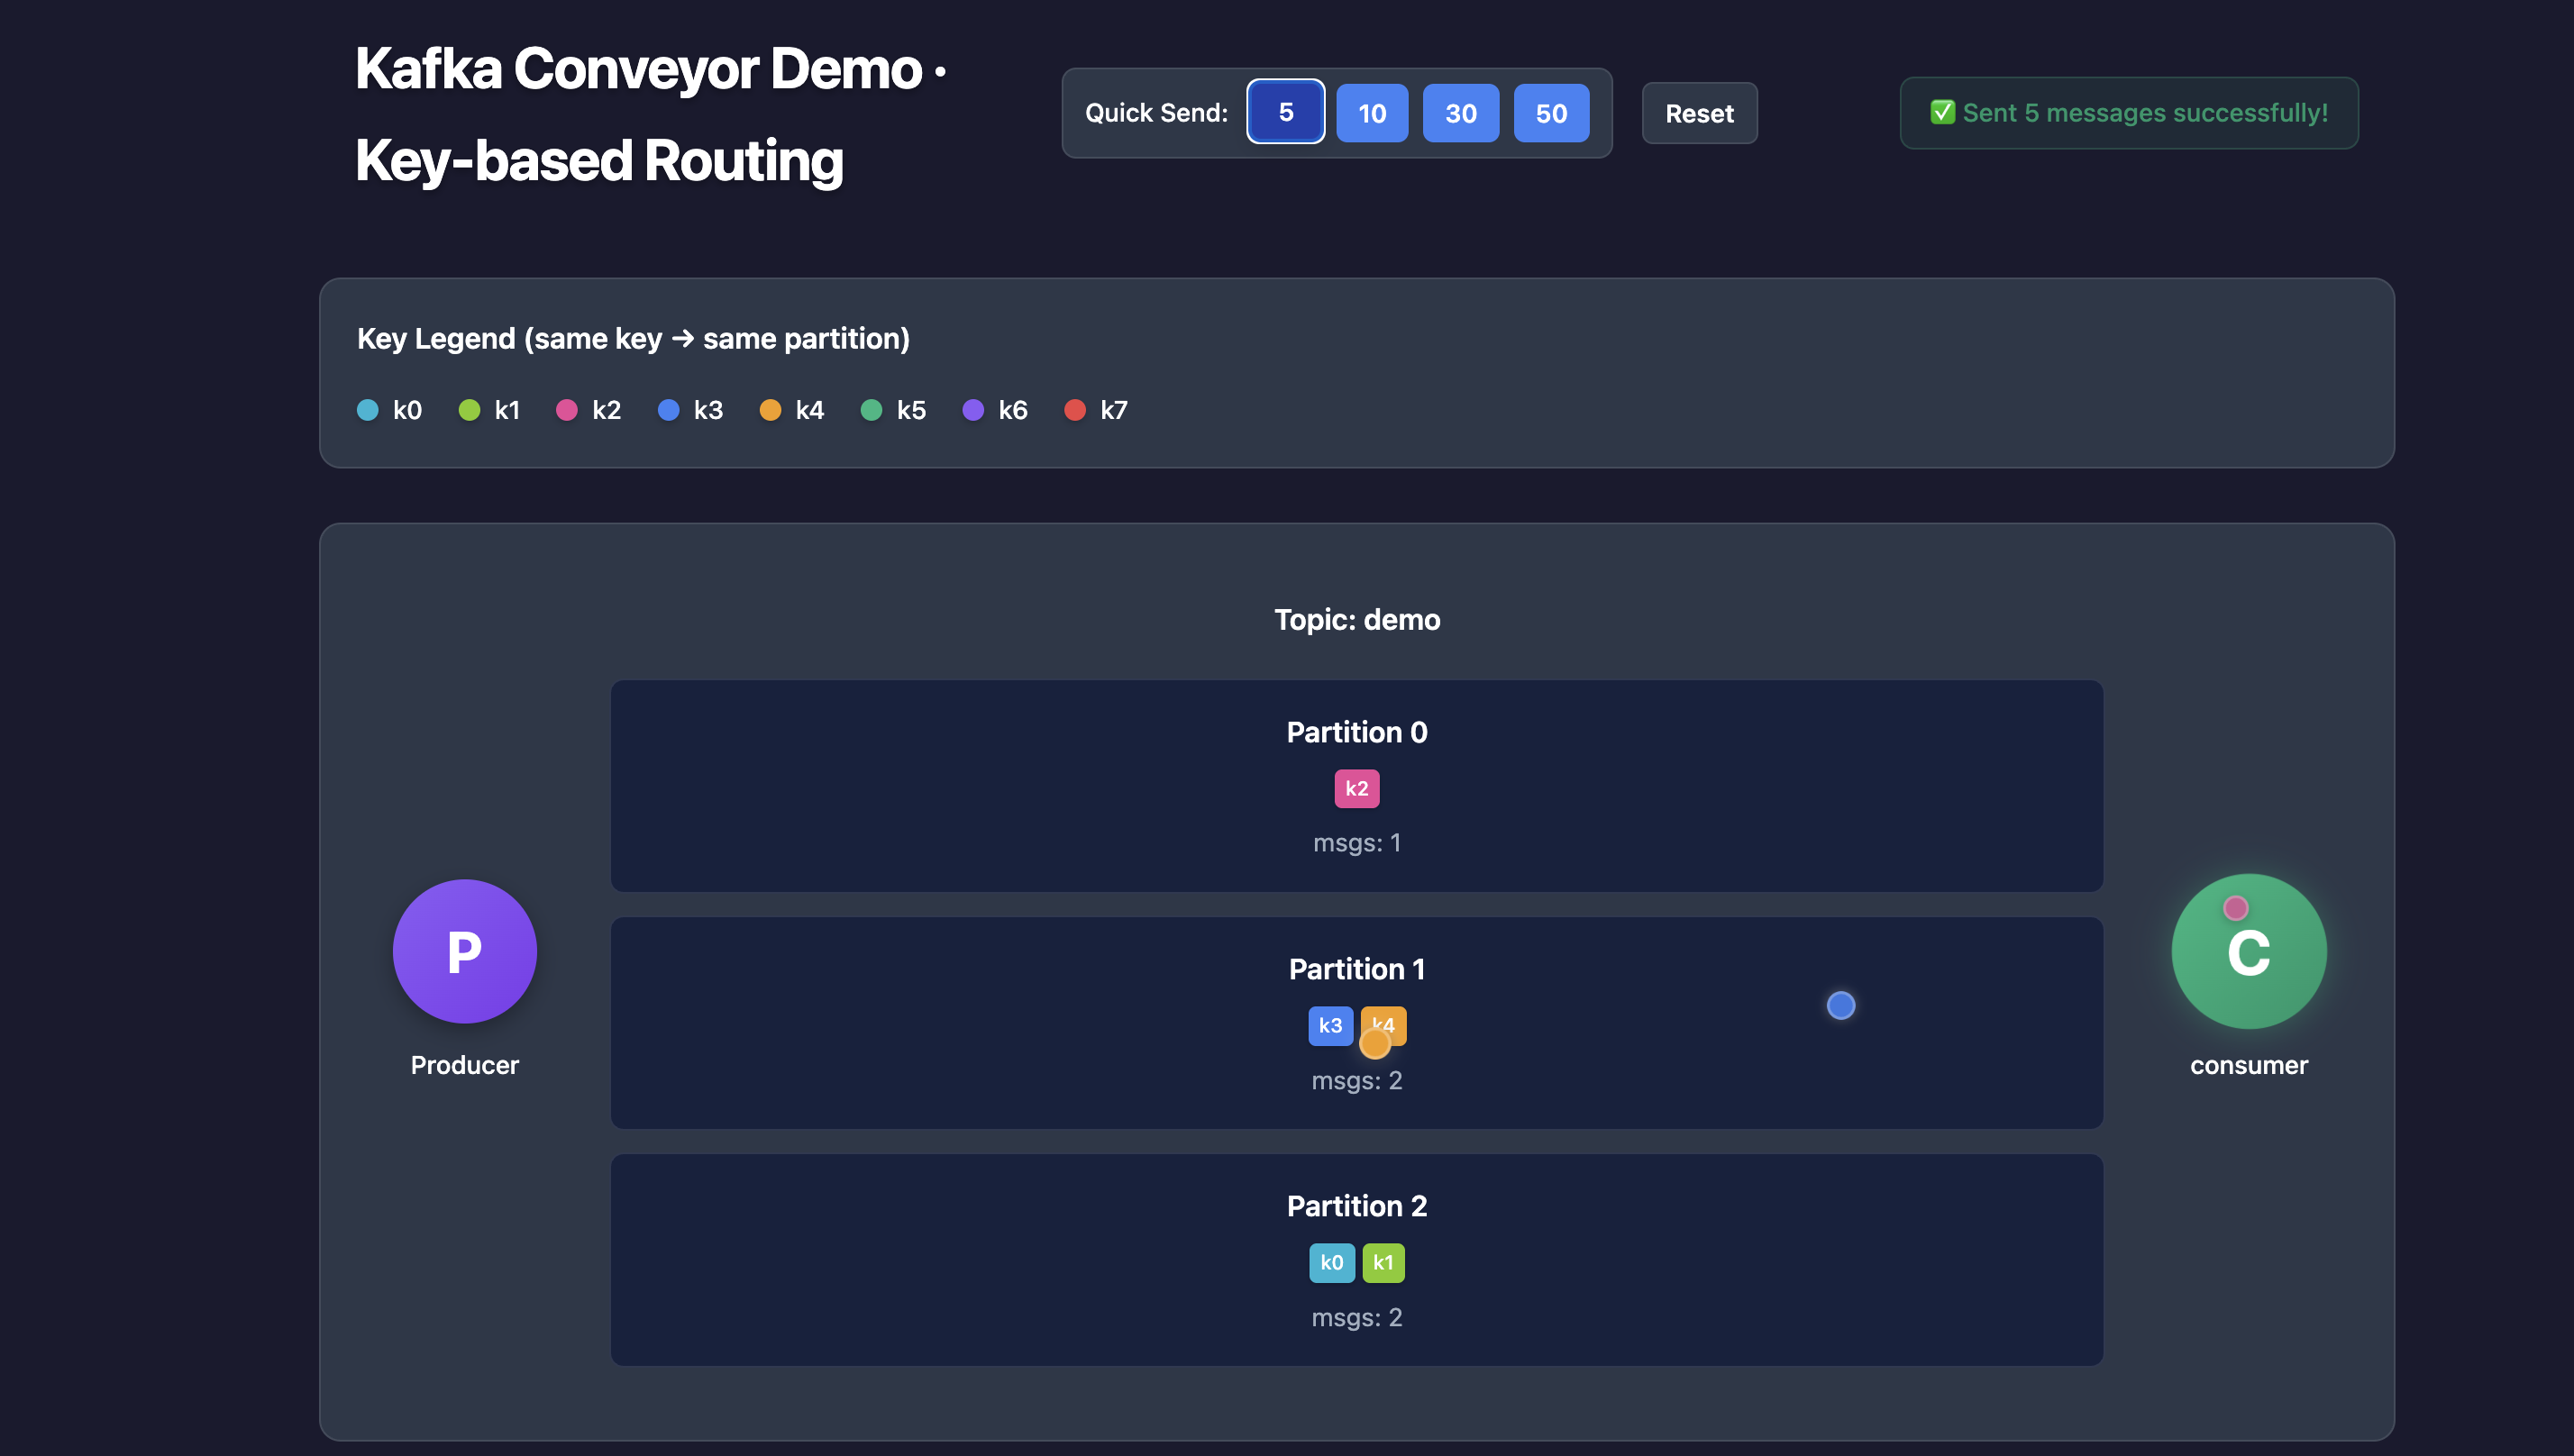 Kafka Conveyor Demo ·
Key-based Routing
Quick Send: 5 10 30 50
Reset
✅ Sent 5 messages successfully!
Key Legend (same key → same partition)
k0 k1 k2 k3 k4 k5 k6 k7
Topic: demo
Partition 0
k2
msgs: 1
P
Producer
Partition 1
k3 k4
msgs: 2
C
consumer
Partition 2
k0 k1
msgs: 2